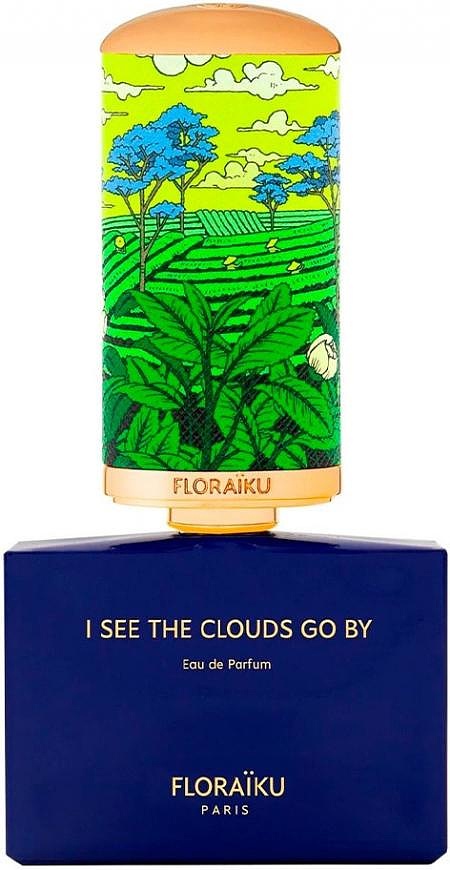 FLORAÏKU
I SEE THE CLOUDS GO BY
Eau de Parfum
FLORAÏKU
PARIS